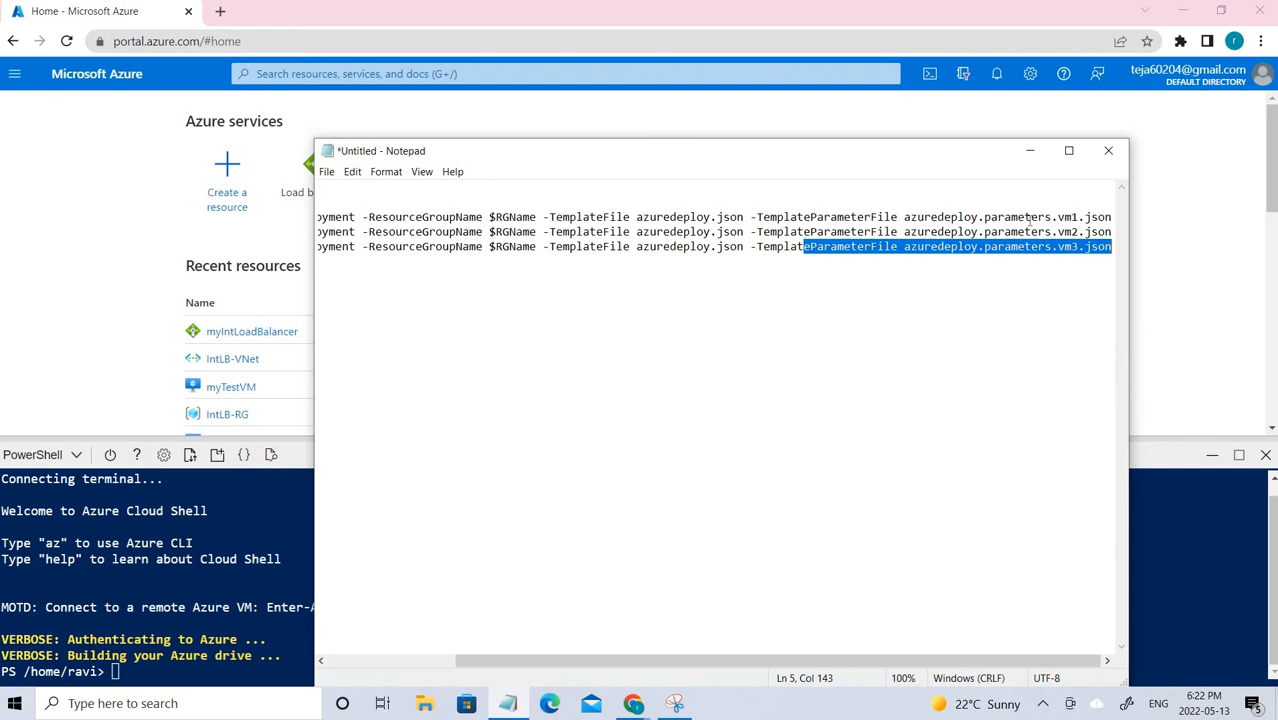 Home - Microsoft Azure
portal.azure.com/#home
Microsoft Azure
Search resources, services, and docs (G+/)
teja60204@gmail.com
DEFAULT DIRECTORY
Azure services
Create a
resource
Load b
Recent resources
Name
myIntLoadBalancer
IntLB-VNet
myTestVM
IntLB-RG
*Untitled - Notepad
File Edit Format View Help
oyment -ResourceGroupName $RGName -TemplateFile azuredeploy.json -TemplateParameterFile azuredeploy.parameters.vm1.json
oyment -ResourceGroupName $RGName -TemplateFile azuredeploy.json -TemplateParameterFile azuredeploy.parameters.vm2.json
oyment -ResourceGroupName $RGName -TemplateFile azuredeploy.json -TemplateParameterFile azuredeploy.parameters.vm3.json
Ln 5, Col 143 100% Windows (CRLF) UTF-8
PowerShell
Connecting terminal...
Welcome to Azure Cloud Shell
Type "az" to use Azure CLI
Type "help" to learn about Cloud Shell
MOTD: Connect to a remote Azure VM: Enter-A
VERBOSE: Authenticating to Azure ...
VERBOSE: Building your Azure drive ...
PS /home/ravi>
Type here to search
22°C Sunny
ENG
6:22 PM
2022-05-13
5